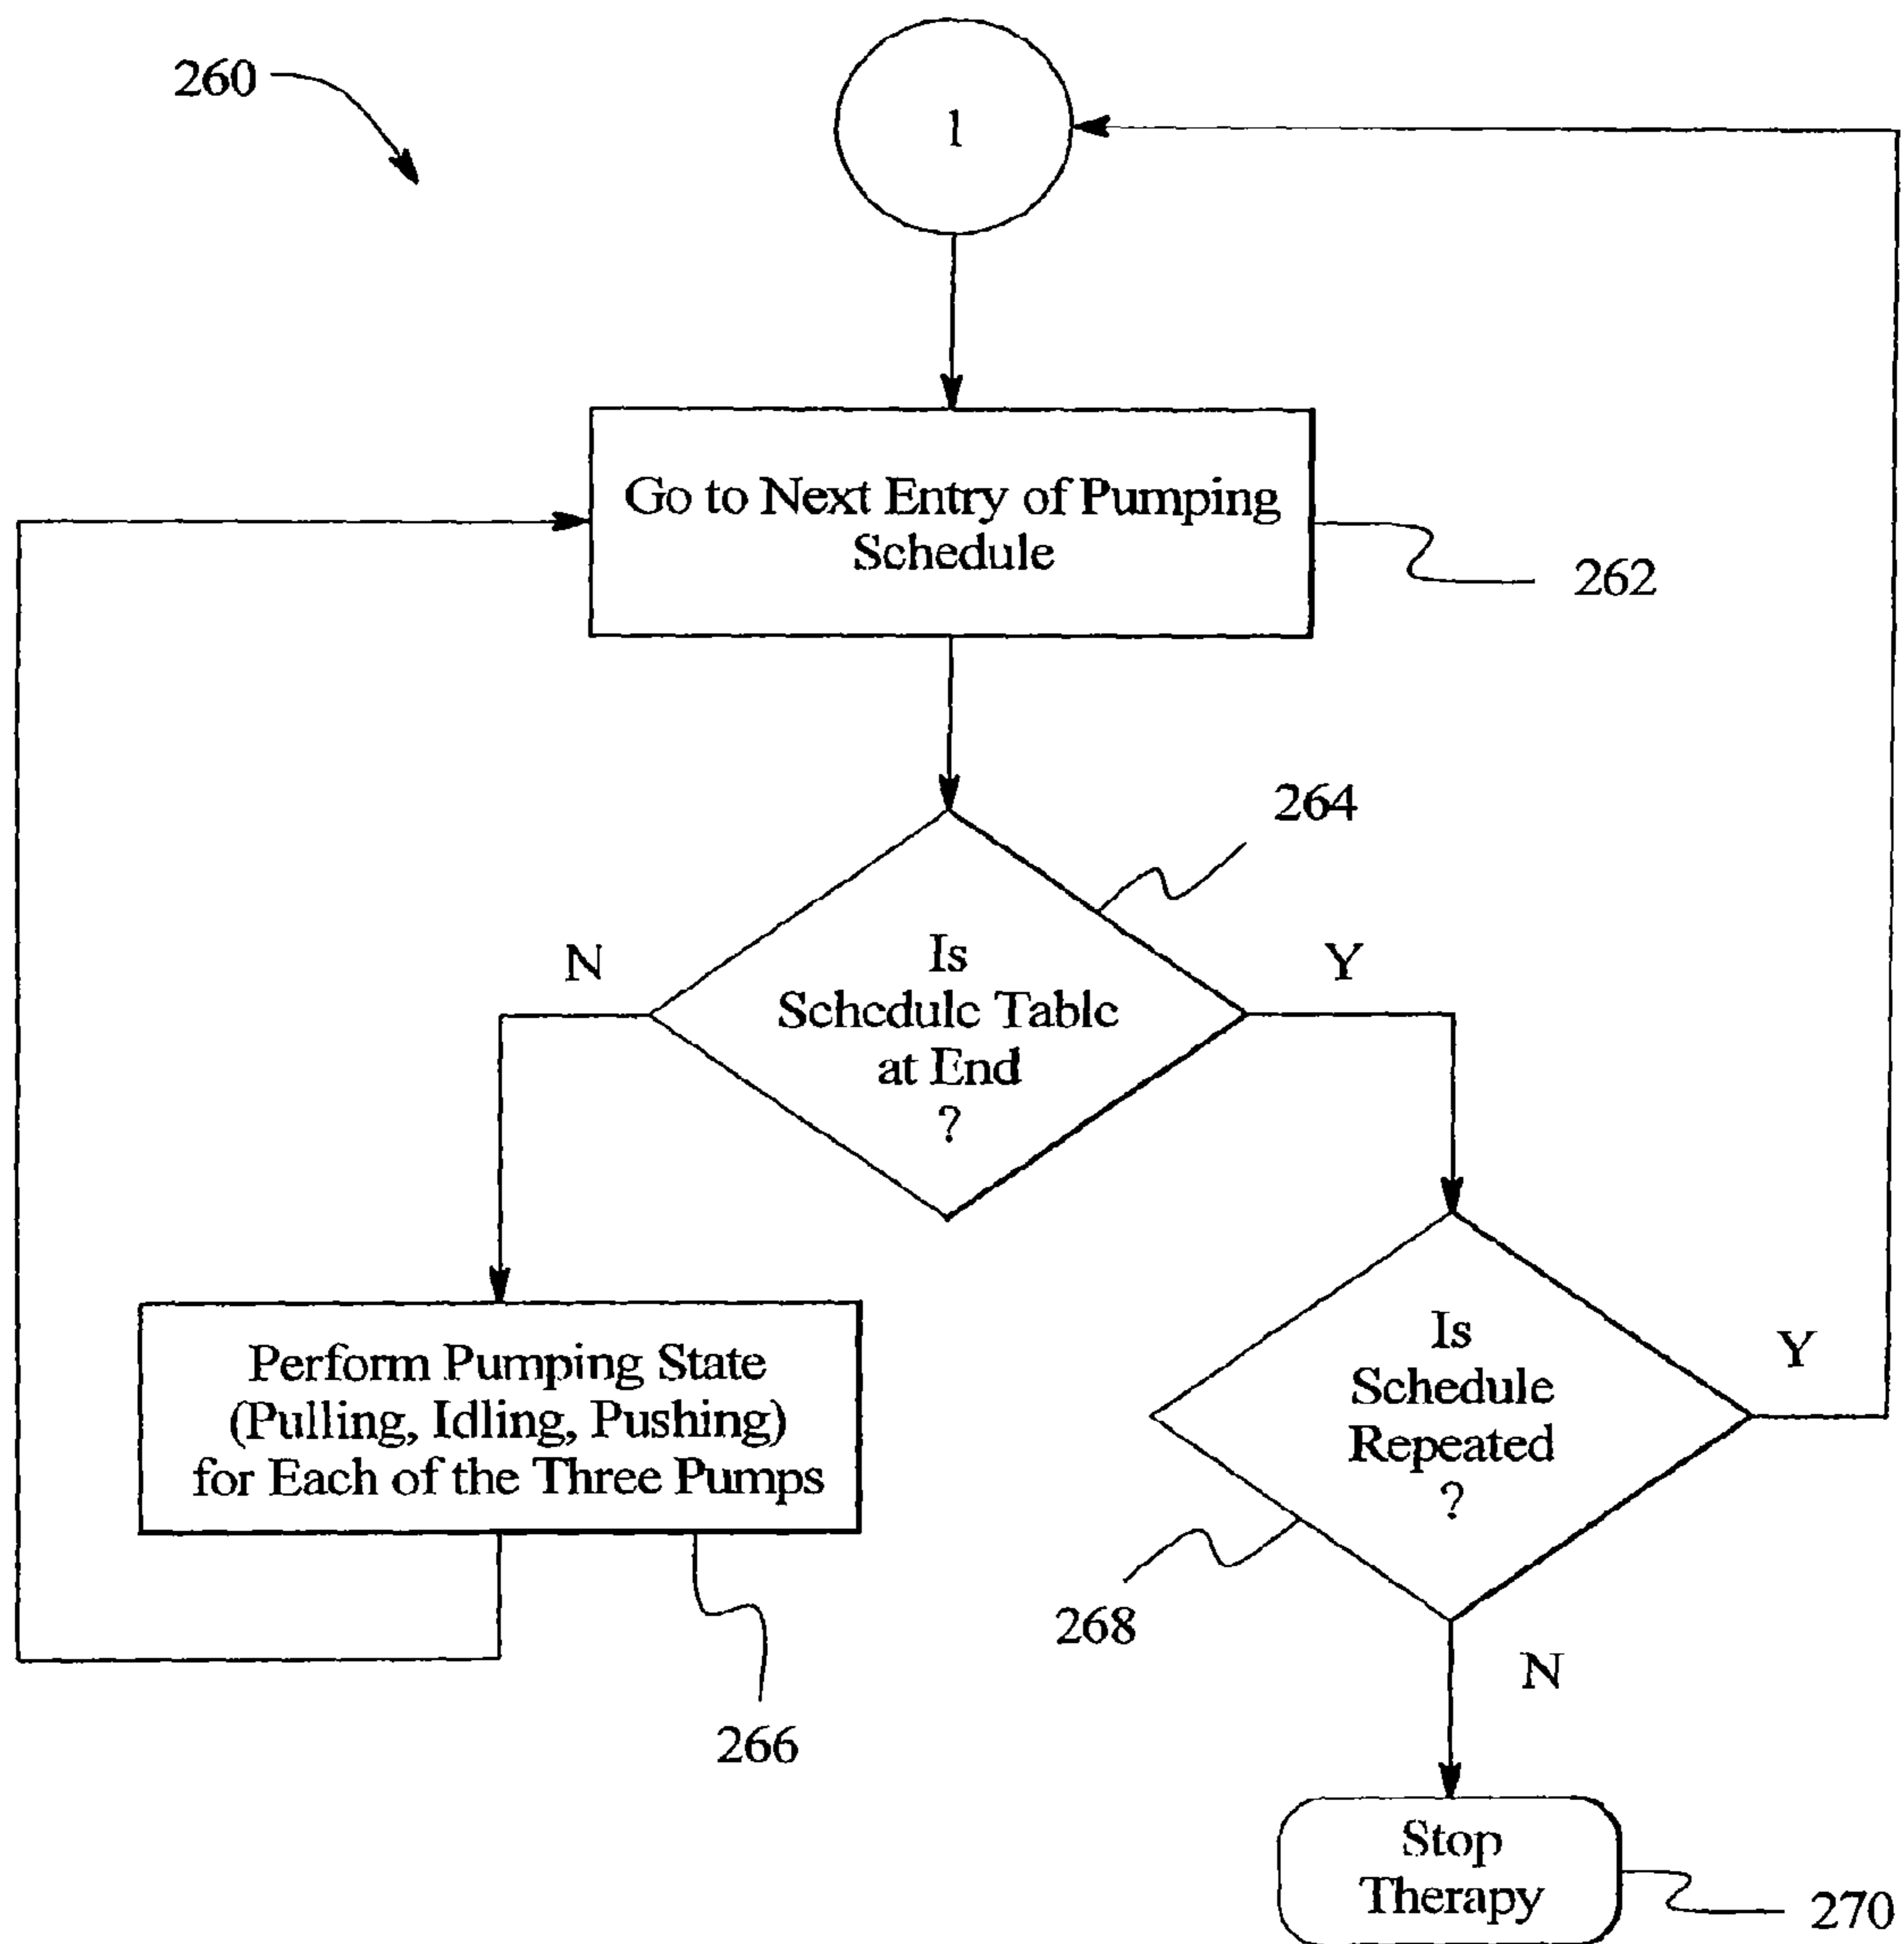 260
1
Go to Next Entry of Pumping
Schedule
262
264
N
Is
Schedule Table
at End
?
Y
Perform Pumping State
(Pulling, Idling, Pushing)
for Each of the Three Pumps
Is
Schedule
Repeated
?
Y
268
N
266
Stop
Therapy
270